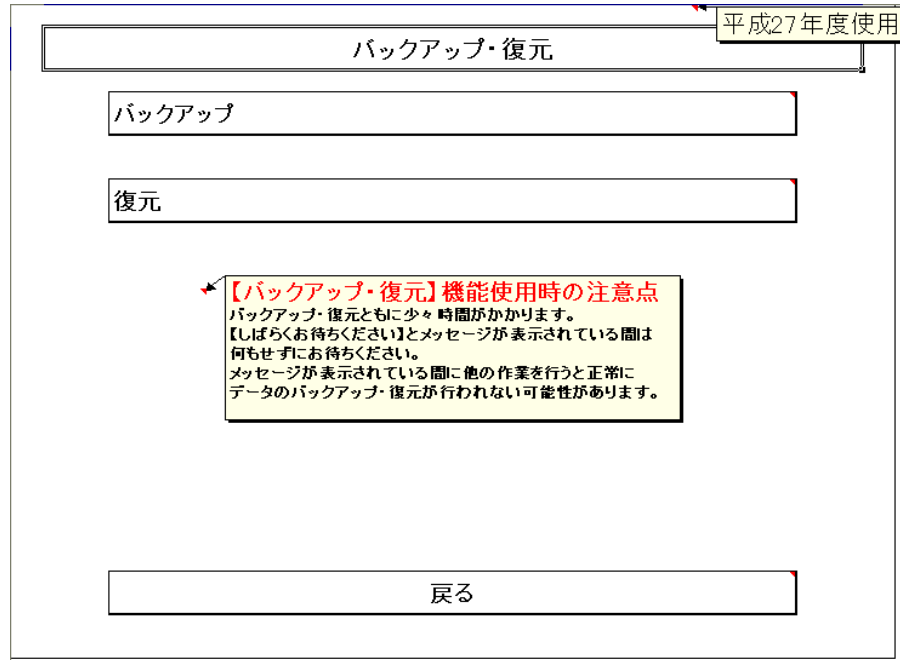 平成27年度使用
バックアップ・復元
バックアップ
復元
【バックアップ・復元】機能使用時の注意点
バックアップ・復元ともに少々時間がかかります。
【しばらくお待ちください】とメッセージが表示されている間は
何もせずにお待ちください。
メッセージが表示されている間に他の作業を行うと正常に
データのバックアップ・復元が行われない可能性があります。
戻る